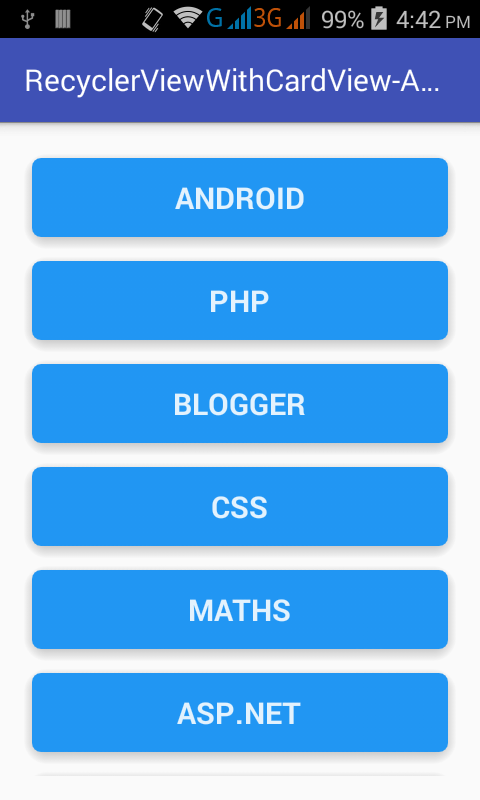 G 3G 99% 4:42 PM
RecyclerViewWithCardView-A...
ANDROID
PHP
BLOGGER
CSS
MATHS
ASP.NET